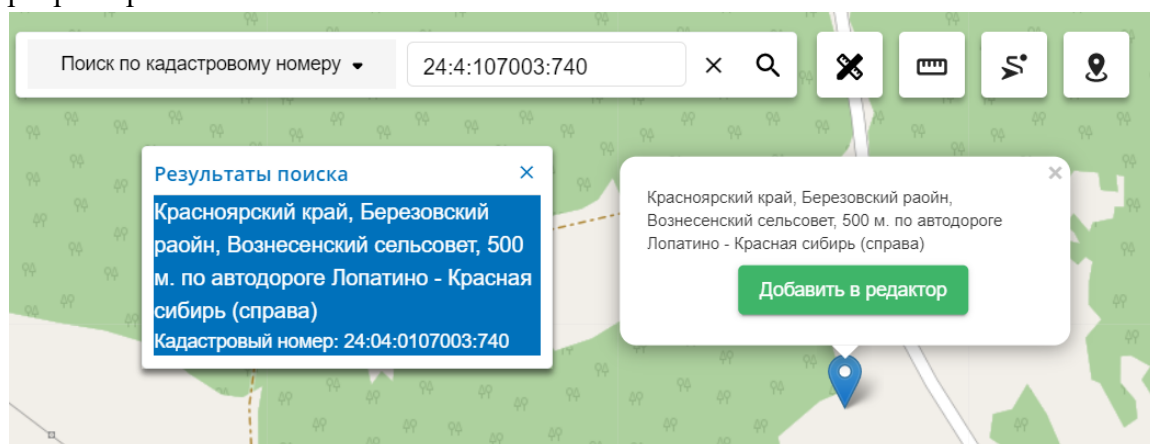 Поиск по кадастровому номеру
24:4:107003:740
Результаты поиска
Красноярский край, Березовский
раойн, Вознесенский сельсовет, 500
м. по автодороге Лопатино - Красная
сибирь (справа)
Кадастровый номер: 24:04:0107003:740
Красноярский край, Березовский раойн,
Вознесенский сельсовет, 500 м. по автодороге
Лопатино - Красная сибирь (справа)
Добавить в редактор